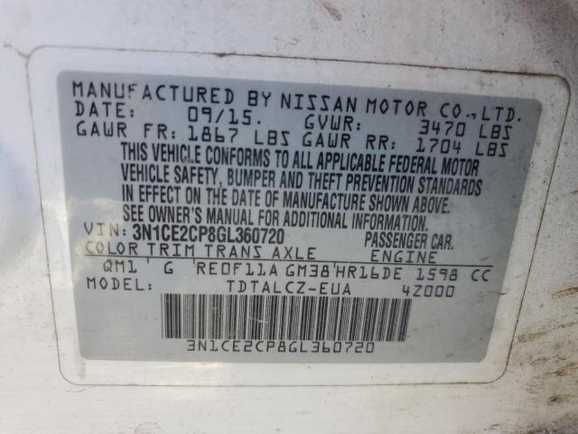 MANUFACTURED BY NISSAN MOTOR CO.,LTD.
DATE: 09/15. GVWR: 3470 LBS
GAWR FR: 1867 LBS GAWR RR: 1704 LBS
THIS VEHICLE CONFORMS TO ALL APPLICABLE FEDERAL MOTOR
VEHICLE SAFETY, BUMPER AND THEFT PREVENTION STANDARDS
IN EFFECT ON THE DATE OF MANUFACTURE SHOWN ABOVE.
SEE OWNER'S MANUAL FOR ADDITIONAL INFORMATION.
VIN: 3N1CE2CP8GL360720 PASSENGER CAR.
COLOR TRIM TRANS AXLE ENGINE
QM1 ' G RE0F11A GM38'HR16DE 1598 CC
MODEL: TDTALCZ-EUA 42000
3N1CE2CP8GL360720